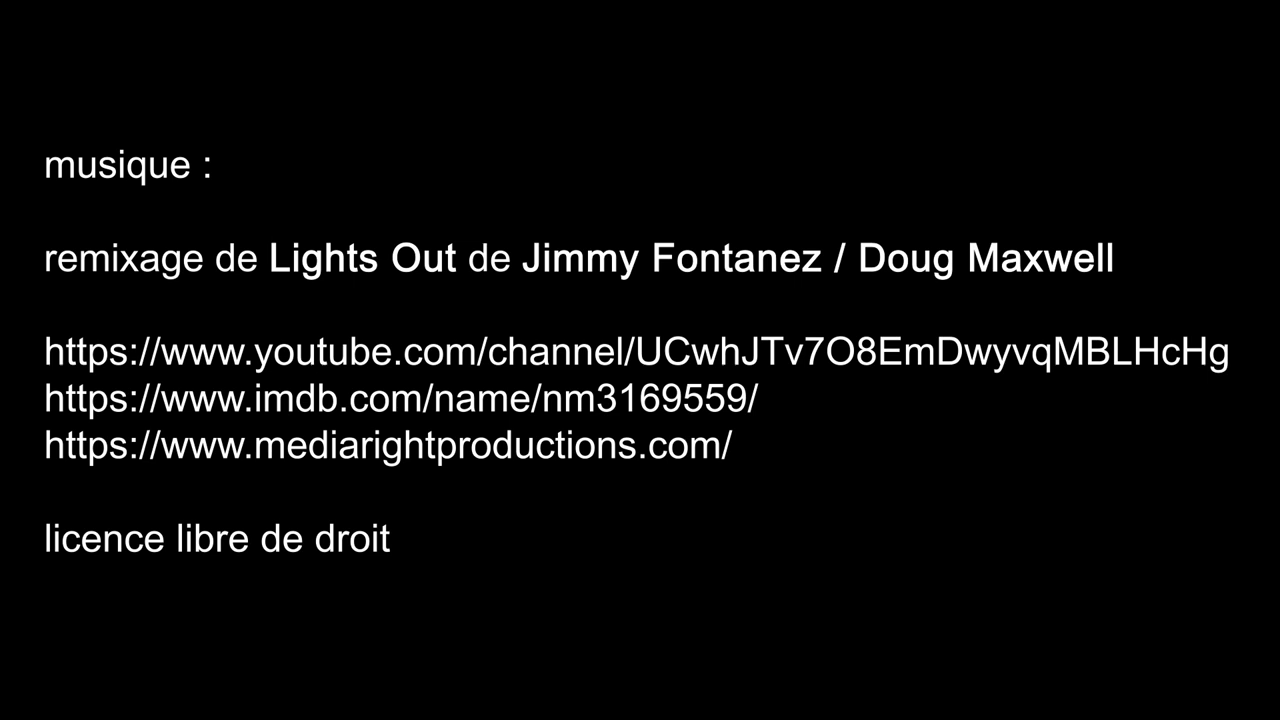 musique :
remixage de Lights Out de Jimmy Fontanez / Doug Maxwell
https://www.youtube.com/channel/UCwhJTv7O8EmDwyvqMBLHcHg
https://www.imdb.com/name/nm3169559/
https://www.mediarightproductions.com/
licence libre de droit